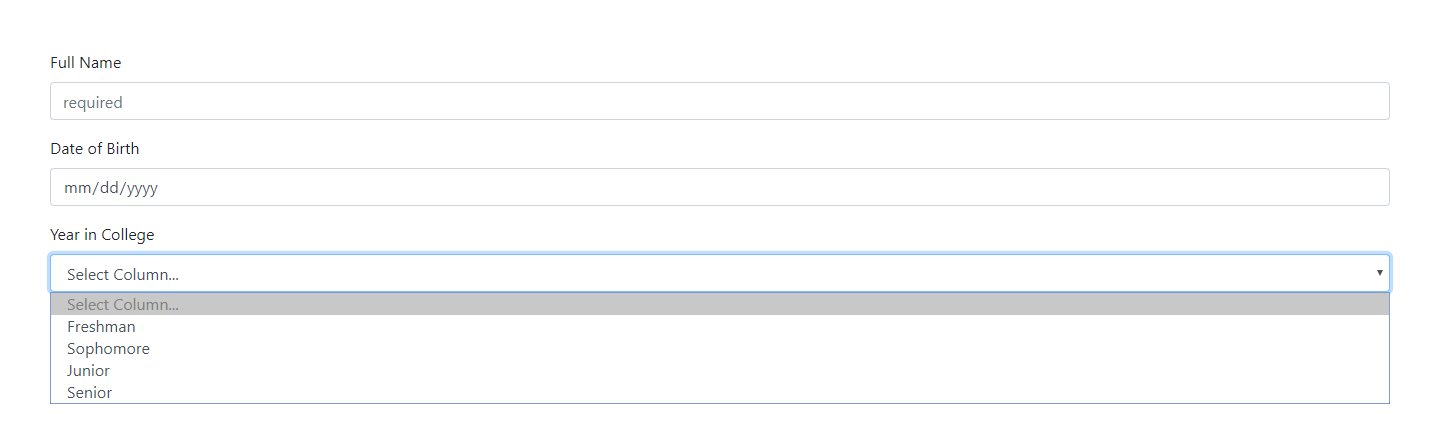 Full Name
required
Date of Birth
mm/dd/yyyy
Year in College
Select Column...
Select Column...
Freshman
Sophomore
Junior
Senior